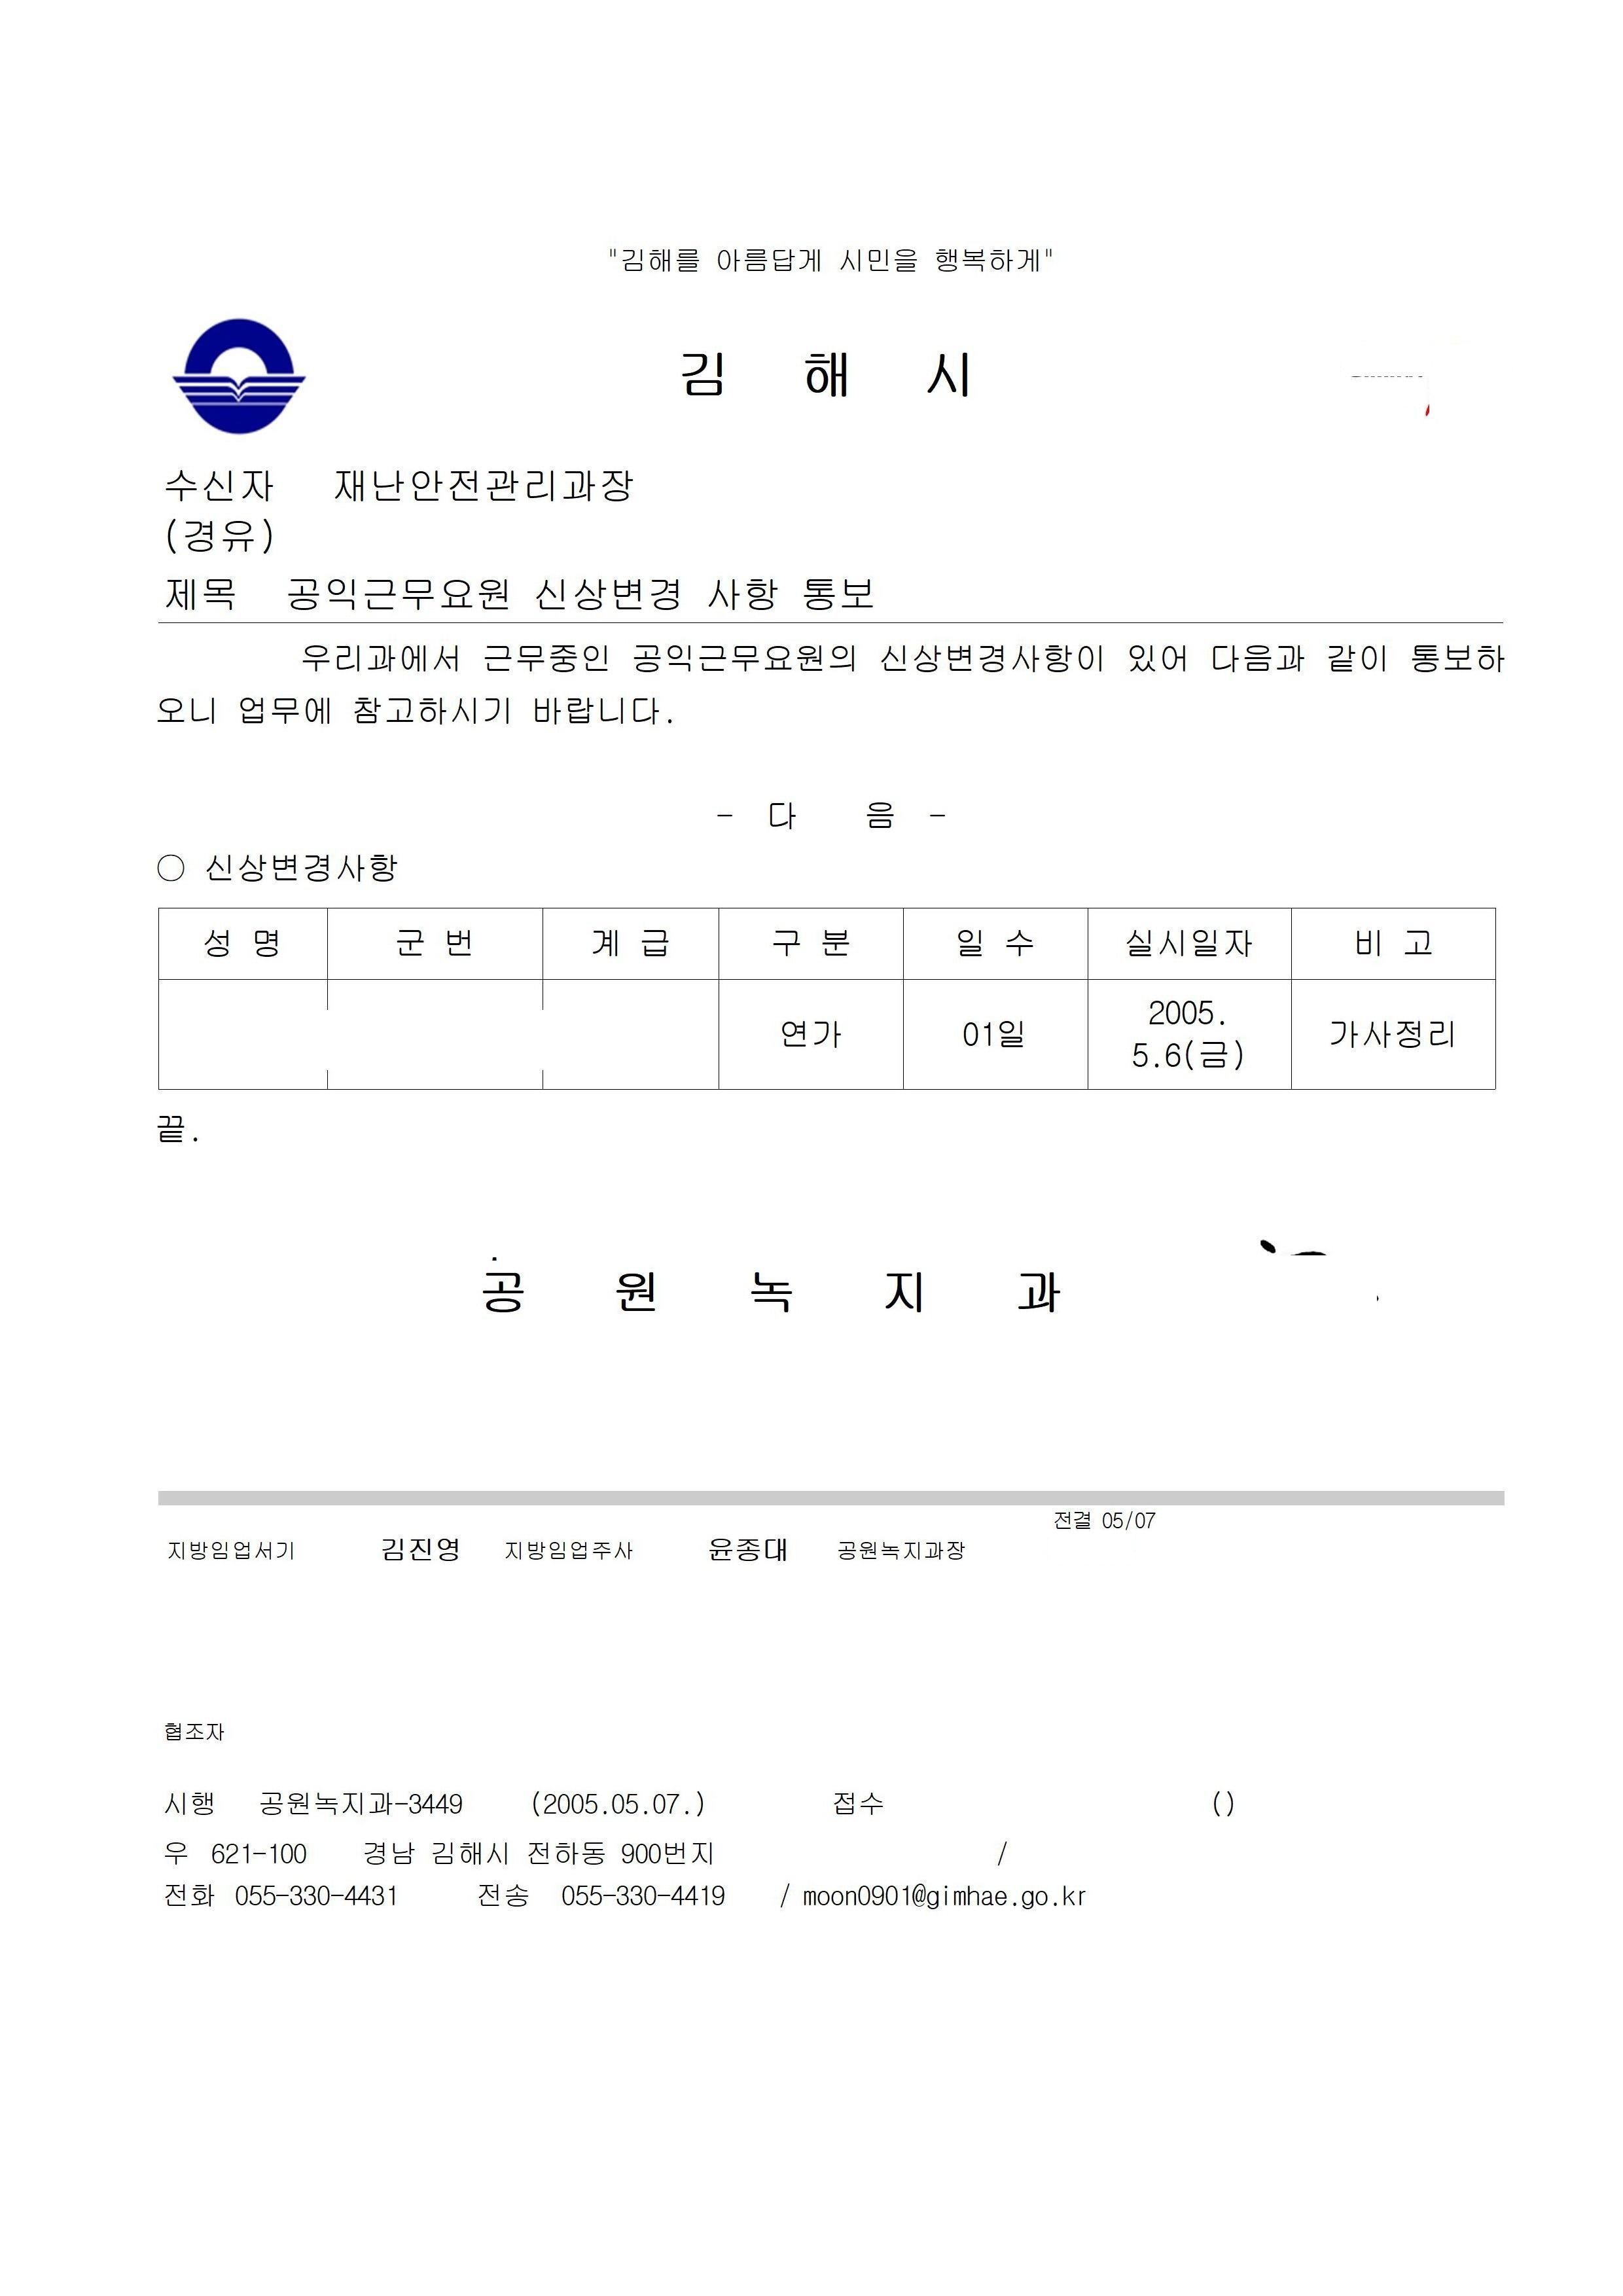 "김해를 아름답게 시민을 행복하게"
김 해 시
수신자 재난안전관리과장
(경유)
제목 공익근무요원 신상변경 사항 통보
우리과에서 근무중인 공익근무요원의 신상변경사항이 있어 다음과 같이 통보하
오니 업무에 참고하시기 바랍니다.
- 다 음 -
○ 신상변경사항
성 명 군 번 계 급 구 분 일 수 실시일자 비 고
연가 01일 2005. 가사정리
5.6(금)
끝.
공 원 녹 지 과
전결 05/07
지방임업서기 김진영 지방임업주사 윤종대 공원녹지과장
협조자
시행 공원녹지과-3449 (2005.05.07.) 접수 ()
우 621-100 경남 김해시 전하동 900번지 /
전화 055-330-4431 전송 055-330-4419 / moon0901@gimhae.go.kr